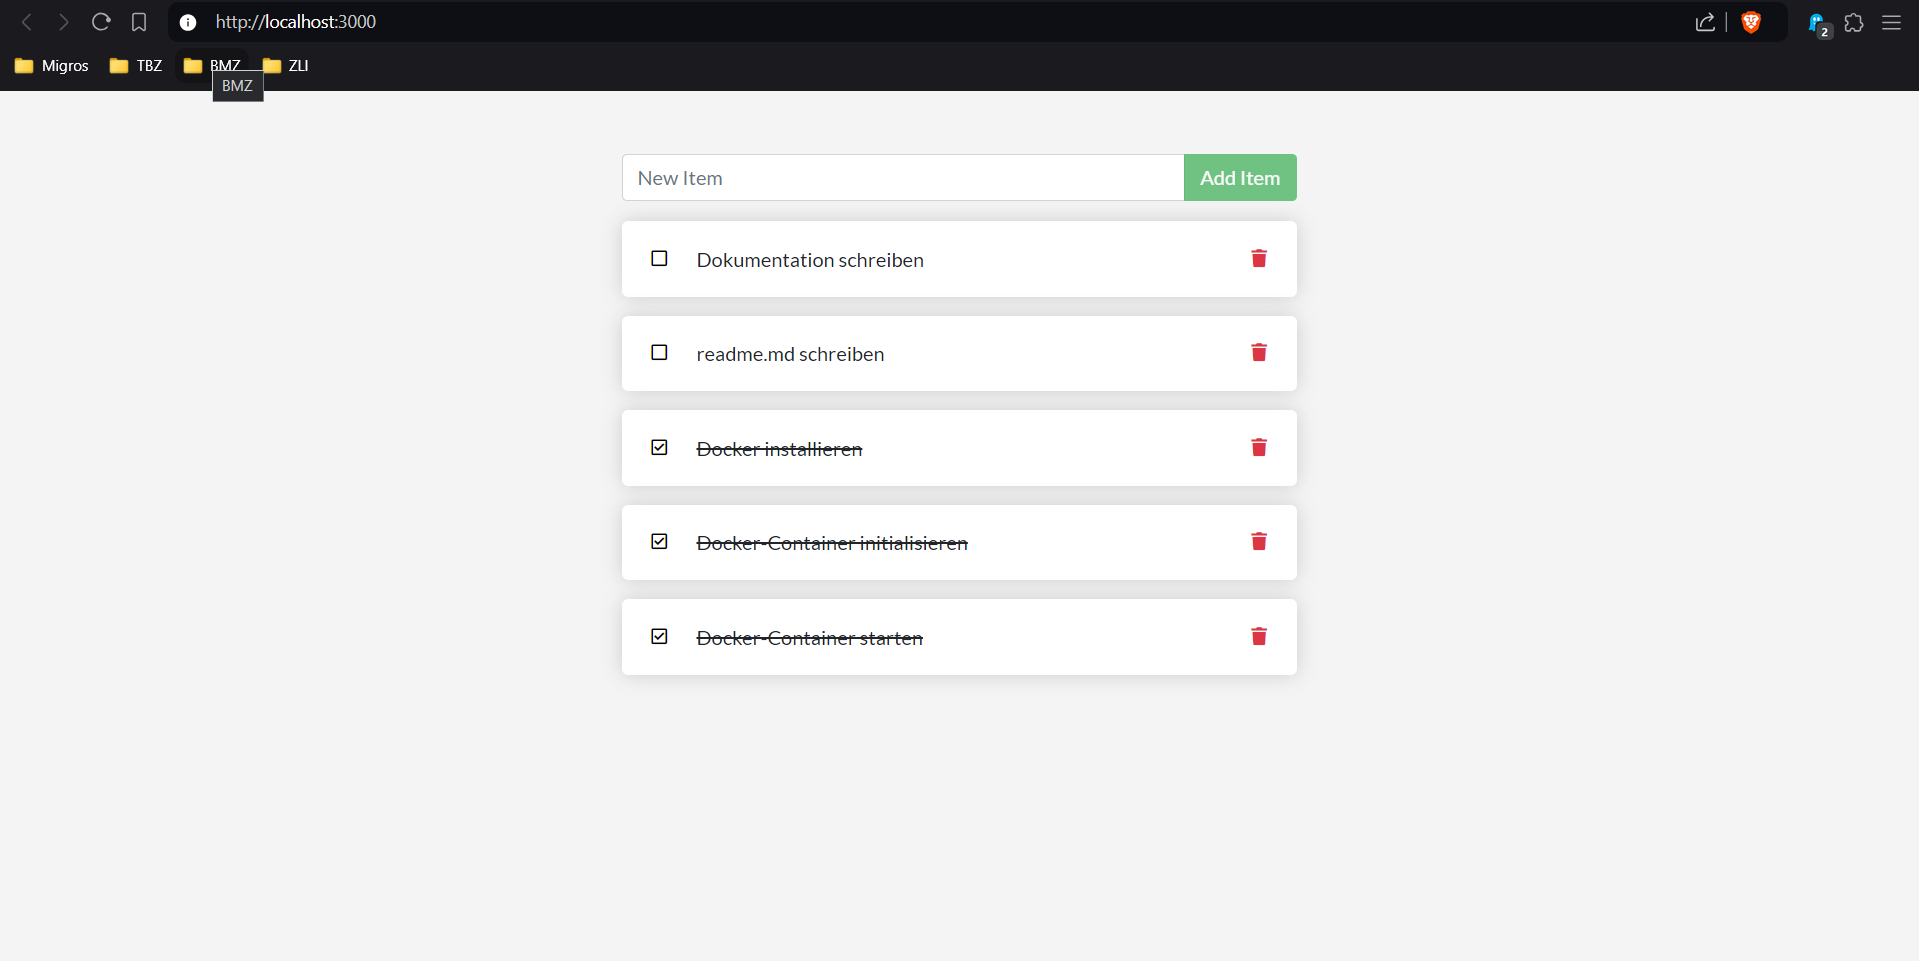 http://localhost:3000
2
Migros TBZ BMZ ZLI
BMZ
New Item Add Item
Dokumentation schreiben
readme.md schreiben
Docker installieren
Docker-Container initialisieren
Docker-Container starten